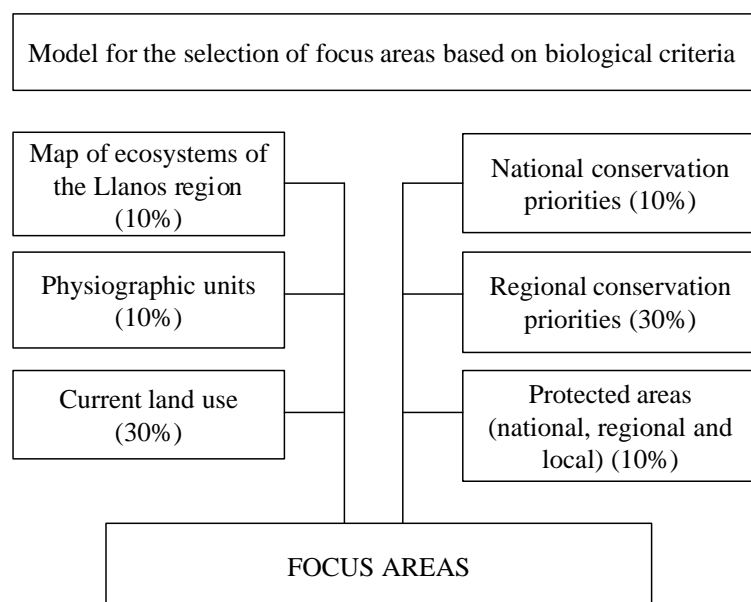 Model for the selection of focus areas based on biological criteria
Map of ecosystems of
the Llanos region
(10%)
Physiographic units
(10%)
Current land use
(30%)
National conservation
priorities (10%)
Regional conservation
priorities (30%)
Protected areas
(national, regional and
local) (10%)
FOCUS AREAS